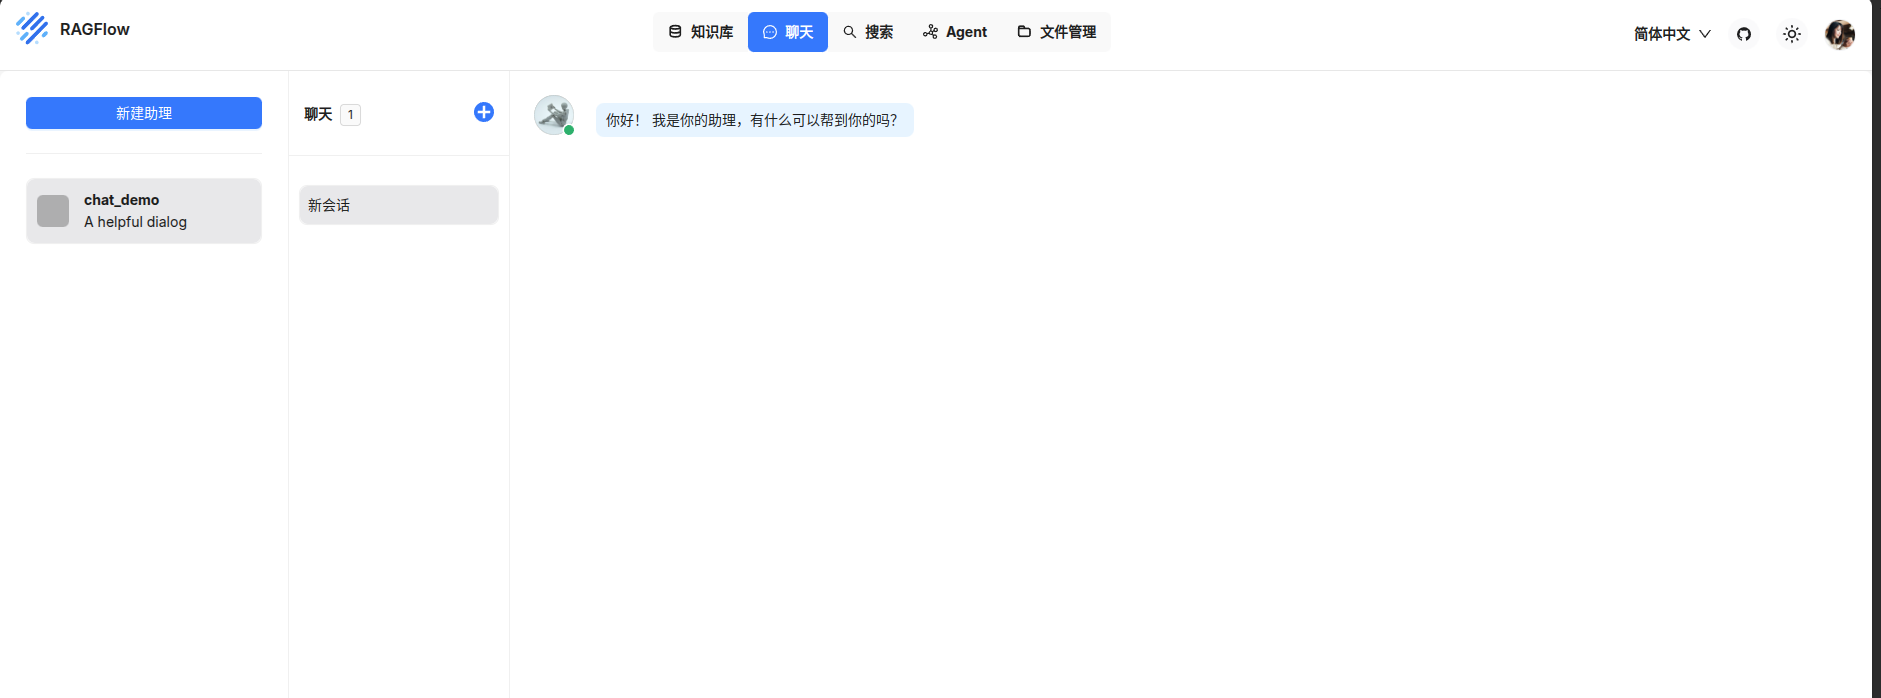 RAGFlow
知识库
聊天
搜索
Agent
文件管理
简体中文
新建助理
chat_demo
A helpful dialog
聊天 1
新会话
你好！ 我是你的助理，有什么可以帮到你的吗？